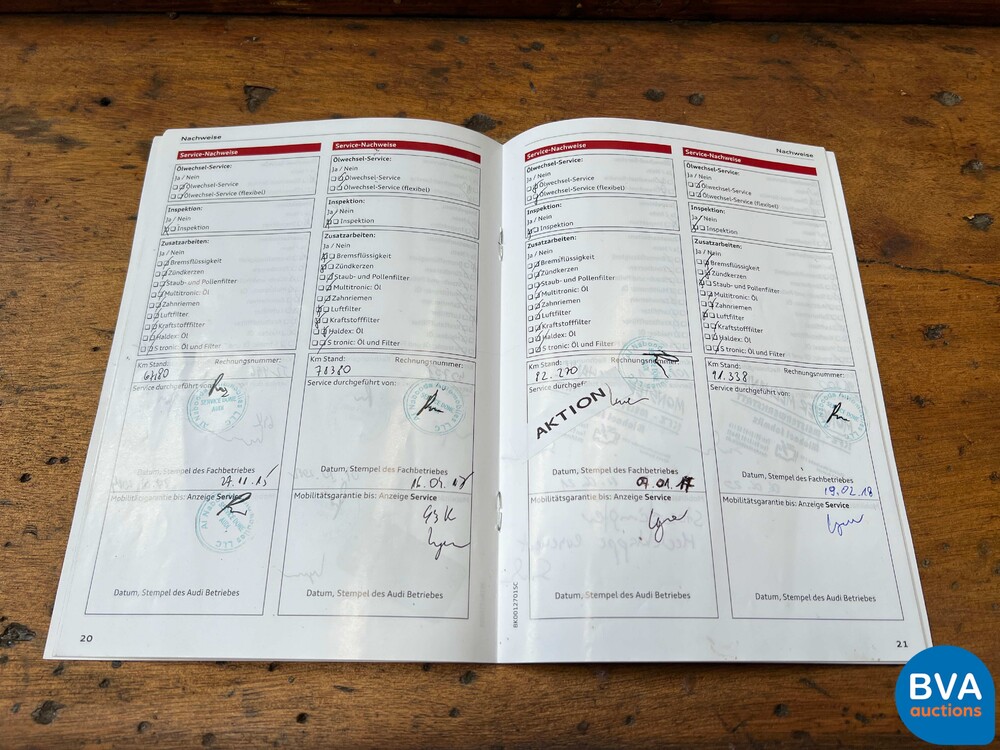 Nachweise
Service-Nachweise
Ölwechsel-Service:
Ja / Nein
Ölwechsel-Service
Ölwechsel-Service (flexibel)
Inspektion:
Ja / Nein
Inspektion
Zusatzarbeiten:
Ja / Nein
Bremsflüssigkeit
Zündkerzen
Staub- und Pollenfilter
Multitronic: Öl
Zahnriemen
Luftfilter
Kraftstofffilter
Haldex: Öl
S tronic: Öl und Filter
Km Stand:
Rechnungsnummer:
Service durchgeführt von:
SERVICE ZONE
AUDI
Datum, Stempel des Fachbetriebes
27.11.15
Mobilitätsgarantie bis: Anzeige Service
Datum, Stempel des Audi Betriebes
20
Service-Nachweise
Ölwechsel-Service:
Ja / Nein
Ölwechsel-Service
Ölwechsel-Service (flexibel)
Inspektion:
Ja / Nein
Inspektion
Zusatzarbeiten:
Ja / Nein
Bremsflüssigkeit
Zündkerzen
Staub- und Pollenfilter
Multitronic: Öl
Zahnriemen
Luftfilter
Kraftstofffilter
Haldex: Öl
S tronic: Öl und Filter
Km Stand:
Rechnungsnummer:
78380
Service durchgeführt von:
Datum, Stempel des Fachbetriebes
Mobilitätsgarantie bis: Anzeige Service
Datum, Stempel des Audi Betriebes
Service-Nachweise
Ölwechsel-Service:
Ja / Nein
Ölwechsel-Service
Ölwechsel-Service (flexibel)
Inspektion:
Ja / Nein
Inspektion
Zusatzarbeiten:
Ja / Nein
Bremsflüssigkeit
Zündkerzen
Staub- und Pollenfilter
Multitronic: Öl
Zahnriemen
Luftfilter
Kraftstofffilter
Haldex: Öl
S tronic: Öl und Filter
Km Stand:
Rechnungsnummer:
Service durchgef
AKTION
Datum, Stempel des Fachbetriebes
09.01.17
Mobilitätsgarantie bis: Anzeige Service
Datum, Stempel des Audi Betriebes
8K0012701SC
Nachweise
Service-Nachweise
Ölwechsel-Service:
Ja / Nein
Ölwechsel-Service
Ölwechsel-Service (flexibel)
Inspektion:
Ja / Nein
Inspektion
Zusatzarbeiten:
Ja / Nein
Bremsflüssigkeit
Zündkerzen
Staub- und Pollenfilter
Multitronic: Öl
Zahnriemen
Luftfilter
Kraftstofffilter
Haldex: Öl
S tronic: Öl und Filter
Km Stand:
Rechnungsnummer:
91.338
Service durchgeführt von:
Datum, Stempel des Fachbetriebes
19.02.18
Mobilitätsgarantie bis: Anzeige Service
Datum, Stempel des Audi Betriebes
21
BVA
auctions